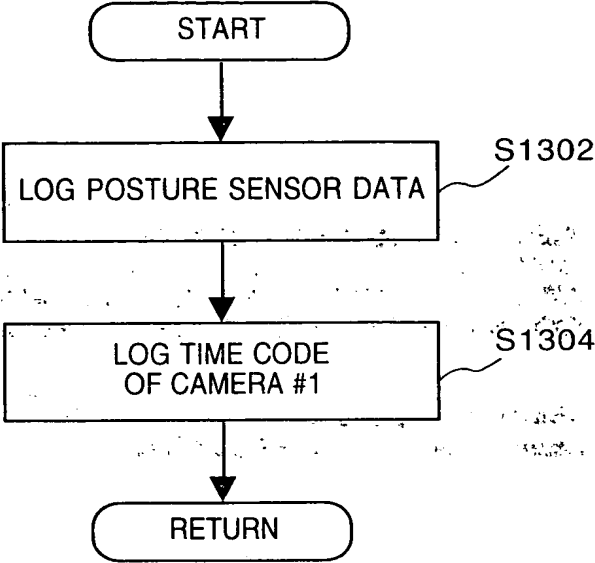 START
LOG POSTURE SENSOR DATA
S1302
LOG TIME CODE
OF CAMERA #1
S1304
RETURN